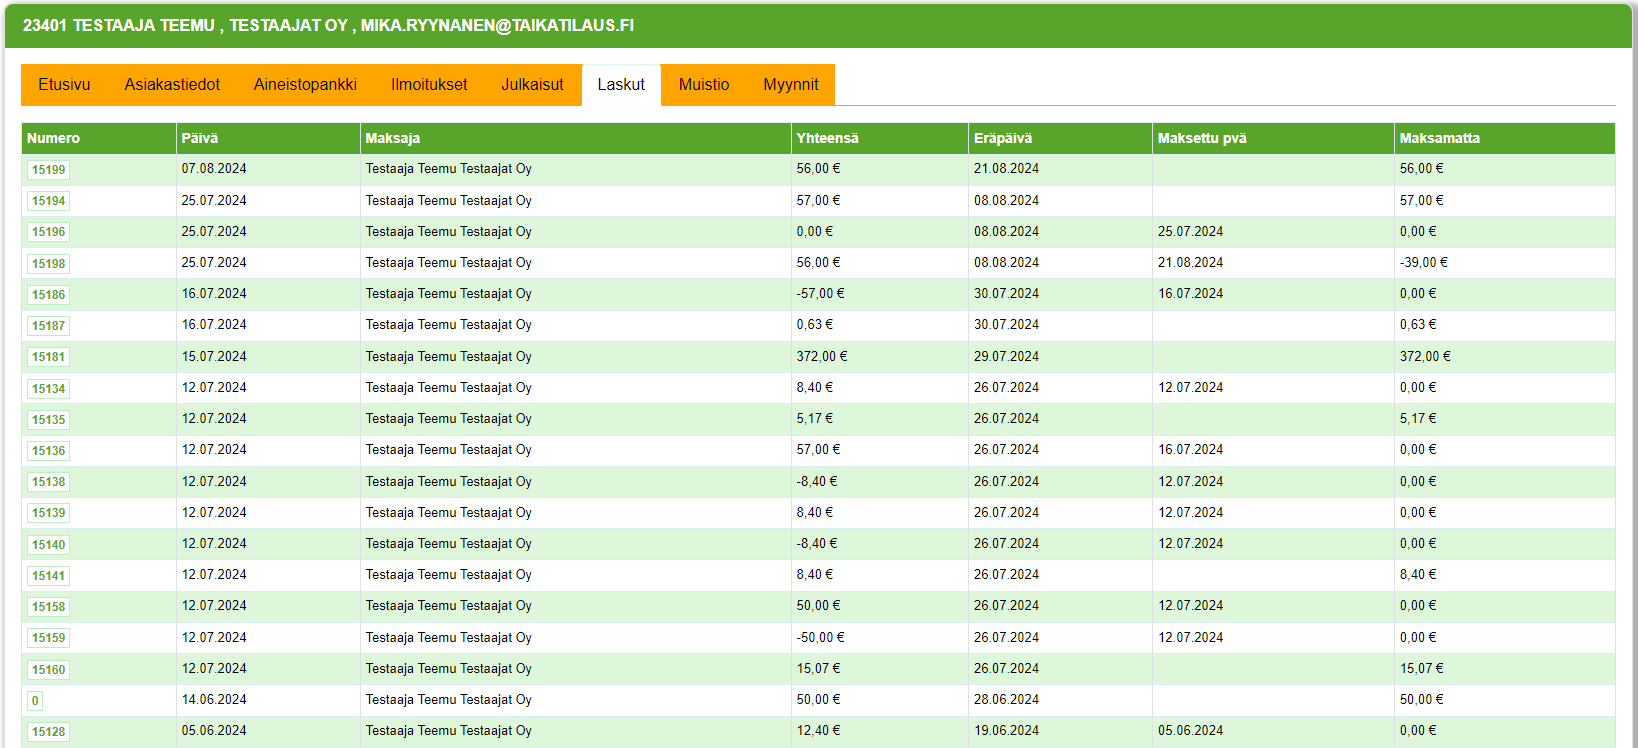 23401 TESTAAJA TEEMU , TESTAAJAT OY , MIKA.RYYNANEN@TAIKATILAUS.FI
Etusivu Asiakastiedot Aineistopankki Ilmoitukset Julkaisut Laskut Muistio Myynnit
Numero Päivä Maksaja Yhteensä Eräpäivä Maksettu pvä Maksamatta
15199 07.08.2024 Testaaja Teemu Testaajat Oy 56,00 € 21.08.2024 56,00 €
15194 25.07.2024 Testaaja Teemu Testaajat Oy 57,00 € 08.08.2024 57,00 €
15196 25.07.2024 Testaaja Teemu Testaajat Oy 0,00 € 08.08.2024 25.07.2024 0,00 €
15198 25.07.2024 Testaaja Teemu Testaajat Oy 56,00 € 08.08.2024 21.08.2024 -39,00 €
15186 16.07.2024 Testaaja Teemu Testaajat Oy -57,00 € 30.07.2024 16.07.2024 0,00 €
15187 16.07.2024 Testaaja Teemu Testaajat Oy 0,63 € 30.07.2024 0,63 €
15181 15.07.2024 Testaaja Teemu Testaajat Oy 372,00 € 29.07.2024 372,00 €
15134 12.07.2024 Testaaja Teemu Testaajat Oy 8,40 € 26.07.2024 12.07.2024 0,00 €
15135 12.07.2024 Testaaja Teemu Testaajat Oy 5,17 € 26.07.2024 5,17 €
15136 12.07.2024 Testaaja Teemu Testaajat Oy 57,00 € 26.07.2024 16.07.2024 0,00 €
15138 12.07.2024 Testaaja Teemu Testaajat Oy -8,40 € 26.07.2024 12.07.2024 0,00 €
15139 12.07.2024 Testaaja Teemu Testaajat Oy 8,40 € 26.07.2024 12.07.2024 0,00 €
15140 12.07.2024 Testaaja Teemu Testaajat Oy -8,40 € 26.07.2024 12.07.2024 0,00 €
15141 12.07.2024 Testaaja Teemu Testaajat Oy 8,40 € 26.07.2024 8,40 €
15158 12.07.2024 Testaaja Teemu Testaajat Oy 50,00 € 26.07.2024 12.07.2024 0,00 €
15159 12.07.2024 Testaaja Teemu Testaajat Oy -50,00 € 26.07.2024 12.07.2024 0,00 €
15160 12.07.2024 Testaaja Teemu Testaajat Oy 15,07 € 26.07.2024 15,07 €
0 14.06.2024 Testaaja Teemu Testaajat Oy 50,00 € 28.06.2024 50,00 €
15128 05.06.2024 Testaaja Teemu Testaajat Oy 12,40 € 19.06.2024 05.06.2024 0,00 €